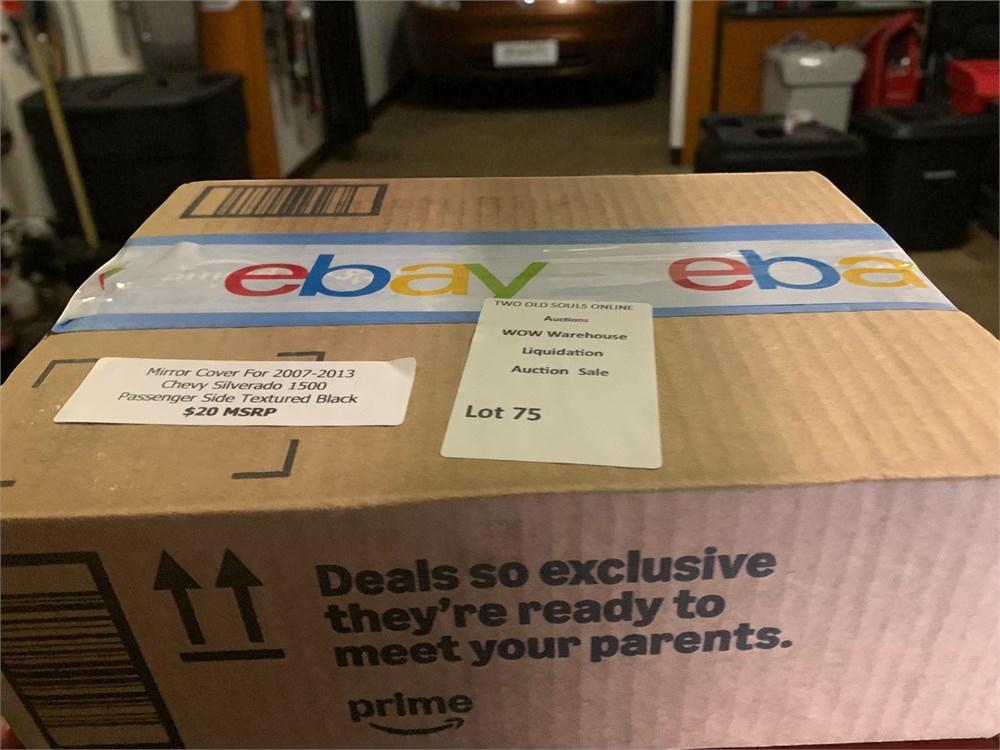 ebay eba
TWO OLD SOULS ONLINE
Auctions
WOW Warehouse
Liquidation
Auction Sale
Lot 75
Mirror Cover For 2007-2013
Chevy Silverado 1500
Passenger Side Textured Black
$20 MSRP
Deals so exclusive
they're ready to
meet your parents.
prime